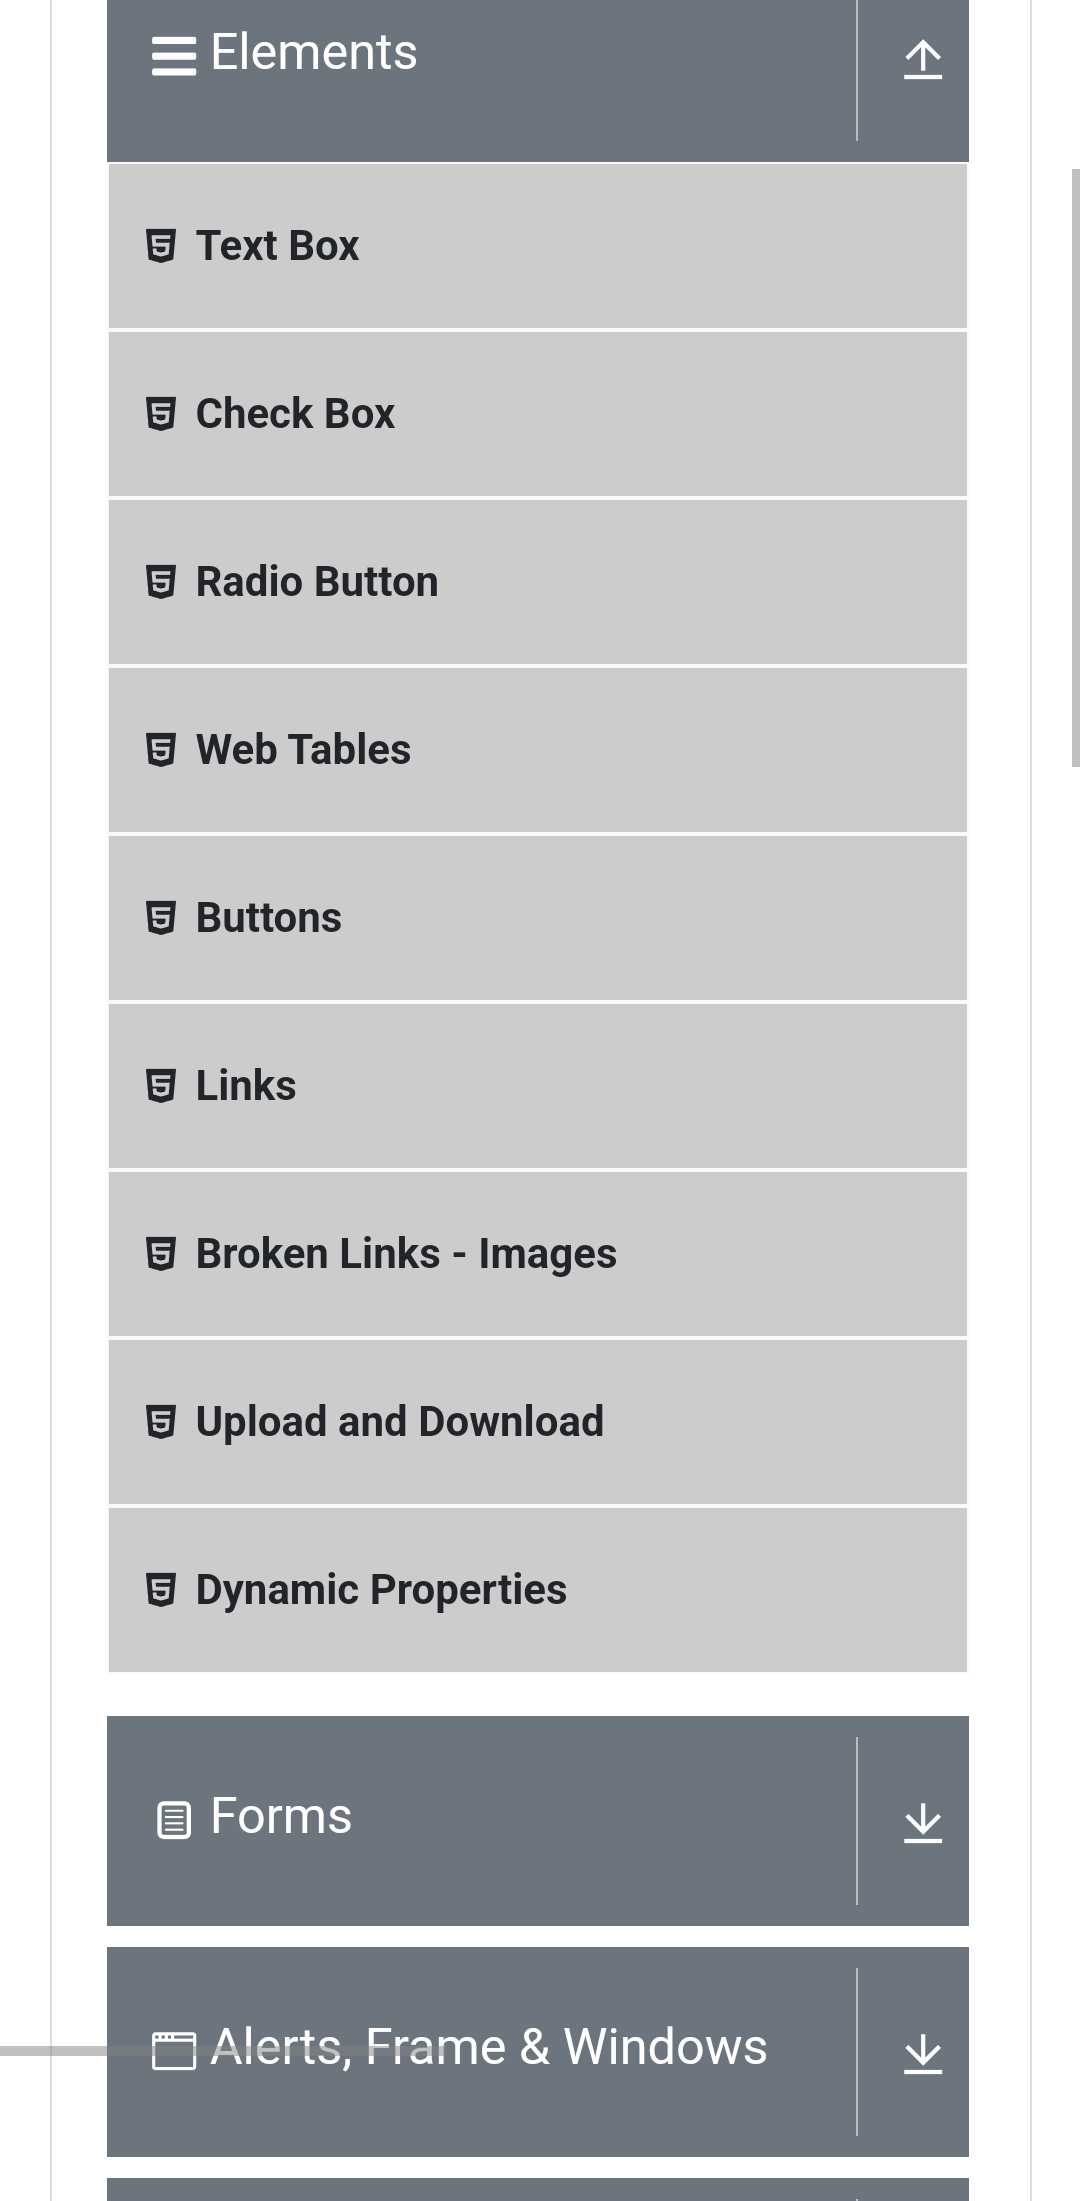 Elements
Text Box
Check Box
Radio Button
Web Tables
Buttons
Links
Broken Links - Images
Upload and Download
Dynamic Properties
Forms
Alerts, Frame & Windows